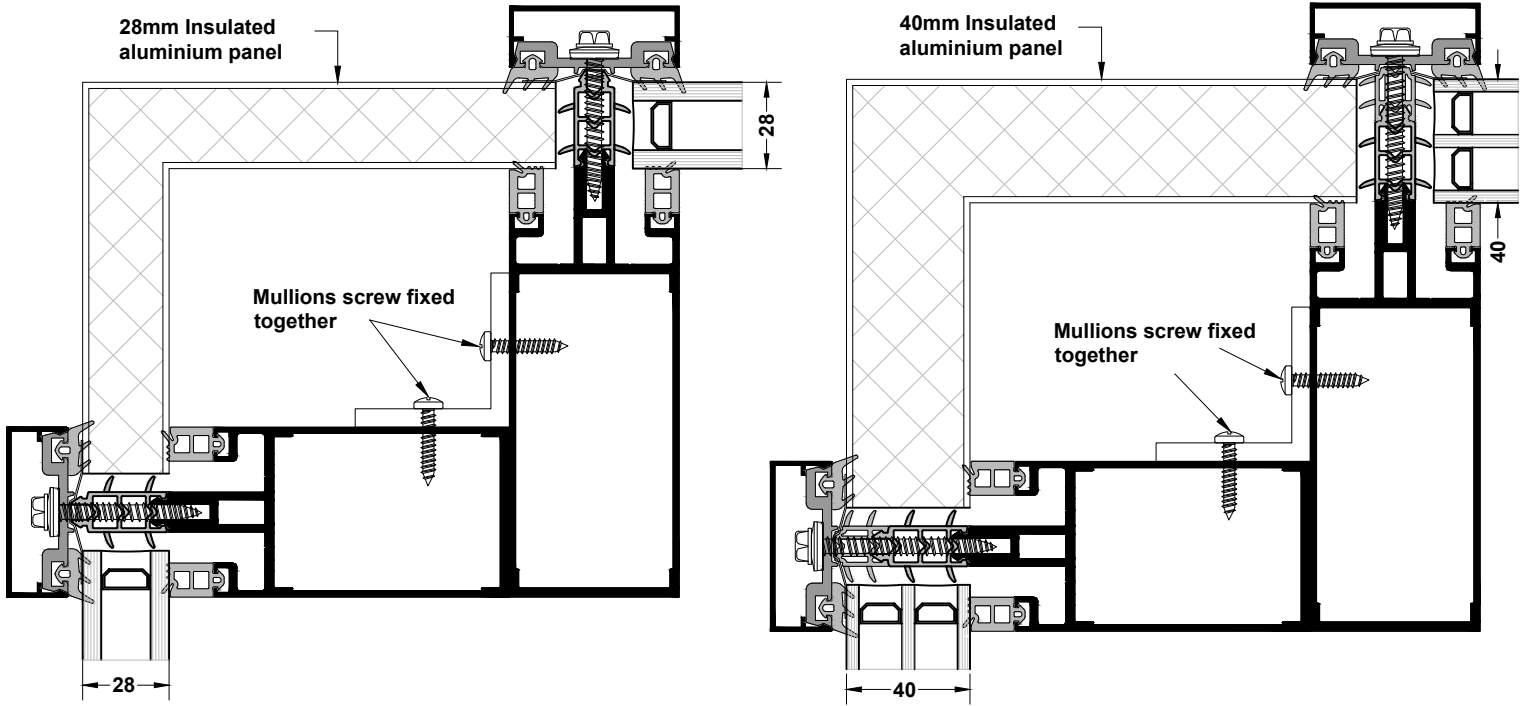 28mm Insulated
aluminium panel
28
Mullions screw fixed
together
28
40mm Insulated
aluminium panel
40
Mullions screw fixed
together
40